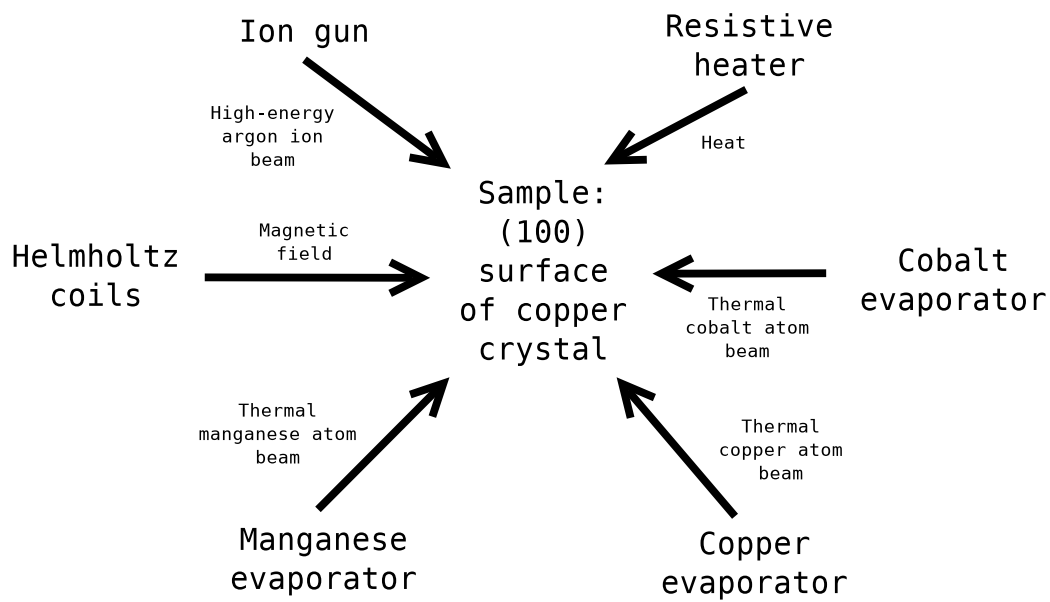 Ion gun
Resistive
heater
High-energy
argon ion
beam
Heat
Sample:
(100)
surface
of copper
crystal
Helmholtz
coils
Magnetic
field
Cobalt
evaporator
Thermal
cobalt atom
beam
Thermal
manganese atom
beam
Thermal
copper atom
beam
Manganese
evaporator
Copper
evaporator